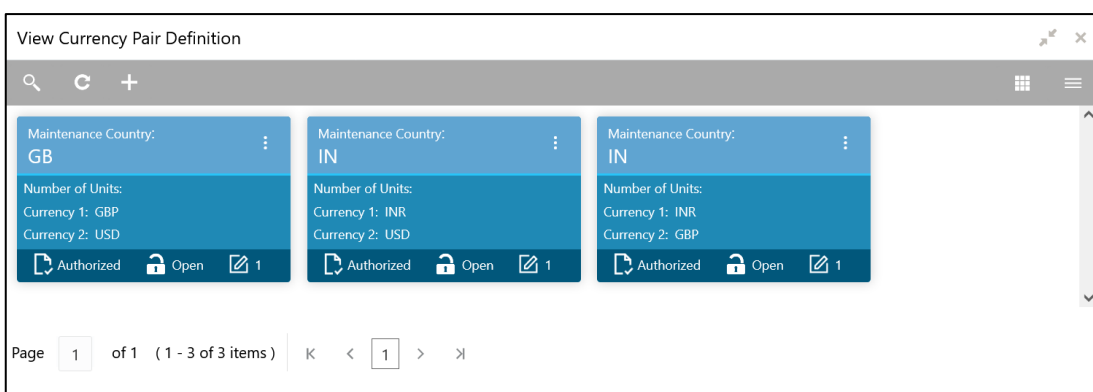 View Currency Pair Definition
Maintenance Country:
GB
Number of Units:
Currency 1: GBP
Currency 2: USD
Authorized Open 1
Maintenance Country:
IN
Number of Units:
Currency 1: INR
Currency 2: USD
Authorized Open 1
Maintenance Country:
IN
Number of Units:
Currency 1: INR
Currency 2: GBP
Authorized Open 1
Page 1 of 1 ( 1 - 3 of 3 items ) 1